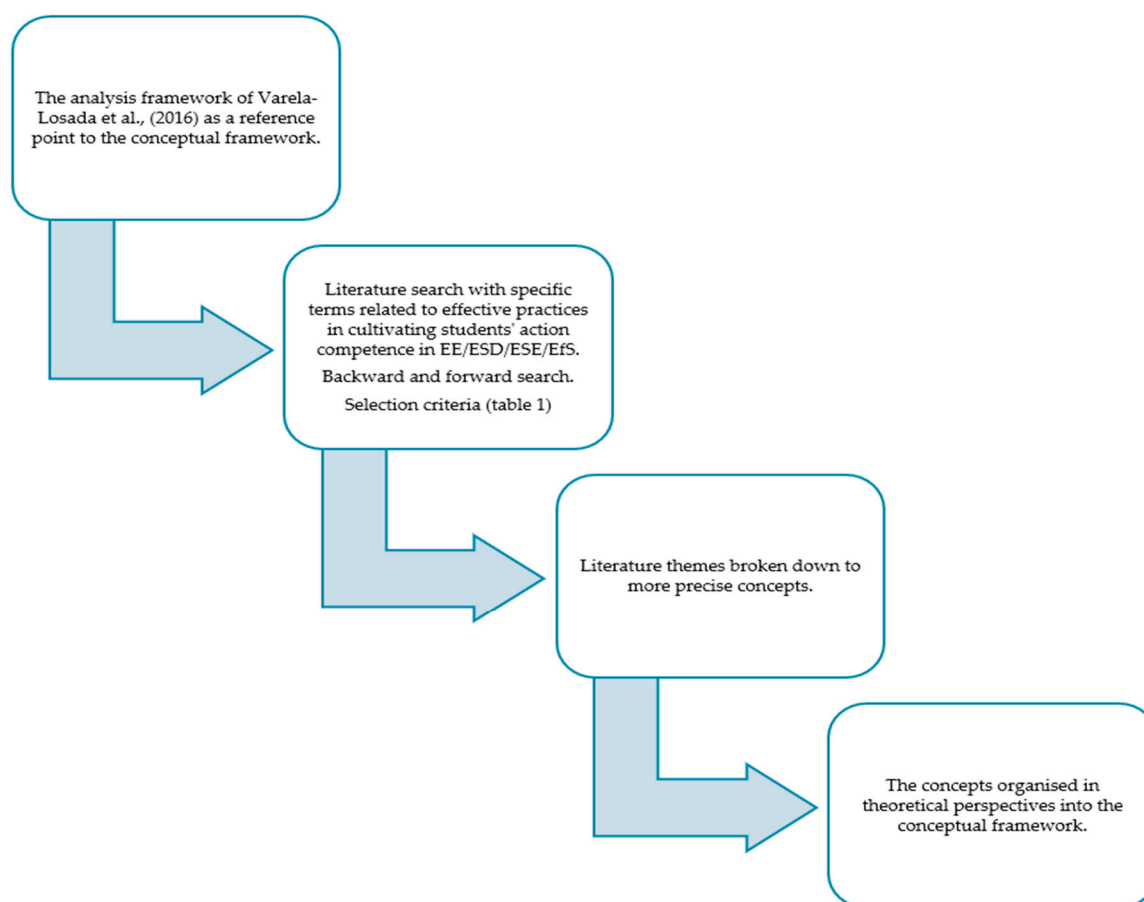 The analysis framework of Varela-
Losada et al., (2016) as a reference
point to the conceptual framework.
Literature search with specific
terms related to effective practices
in cultivating students' action
competence in EE/ESD/ESE/EfS.
Backward and forward search.
Selection criteria (table 1)
Literature themes broken down to
more precise concepts.
The concepts organised in
theoretical perspectives into the
conceptual framework.